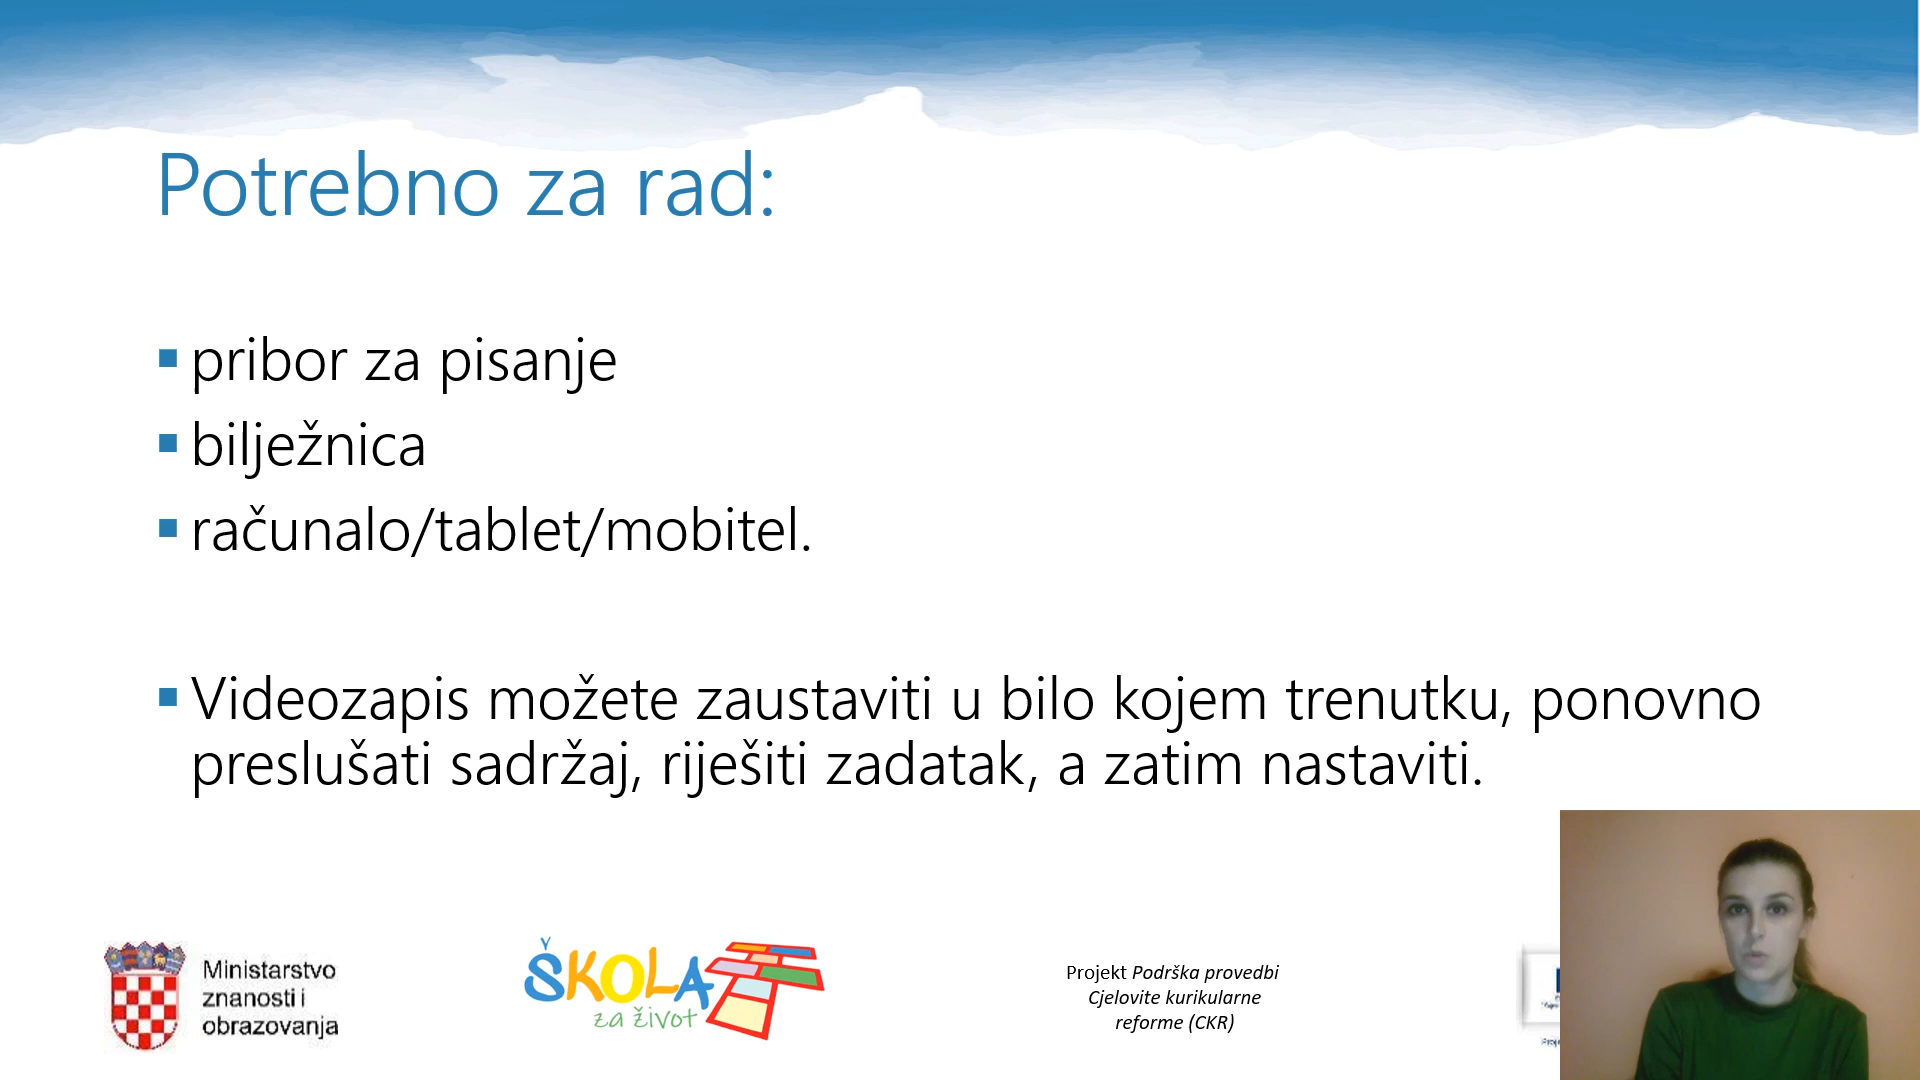 Potrebno za rad:
pribor za pisanje
bilježnica
računalo/tablet/mobitel.
Videozapis možete zaustaviti u bilo kojem trenutku, ponovno
preslušati sadržaj, riješiti zadatak, a zatim nastaviti.
Ministarstvo
znanosti i
obrazovanja
ŠKOLA
za život
Projekt Podrška provedbi
Cjelovite kurikularne
reforme (CKR)